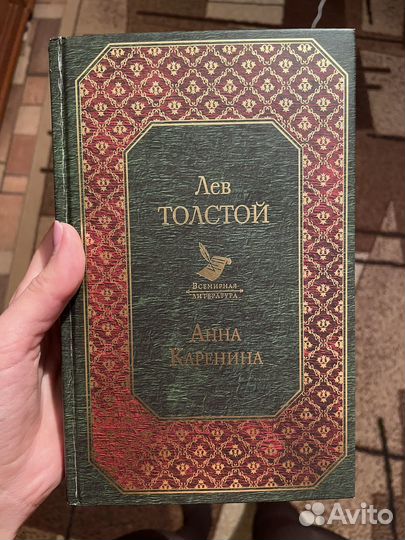 Лев
ТОЛСТОЙ
Всемирная
литература
Анна
Каренина
Avito